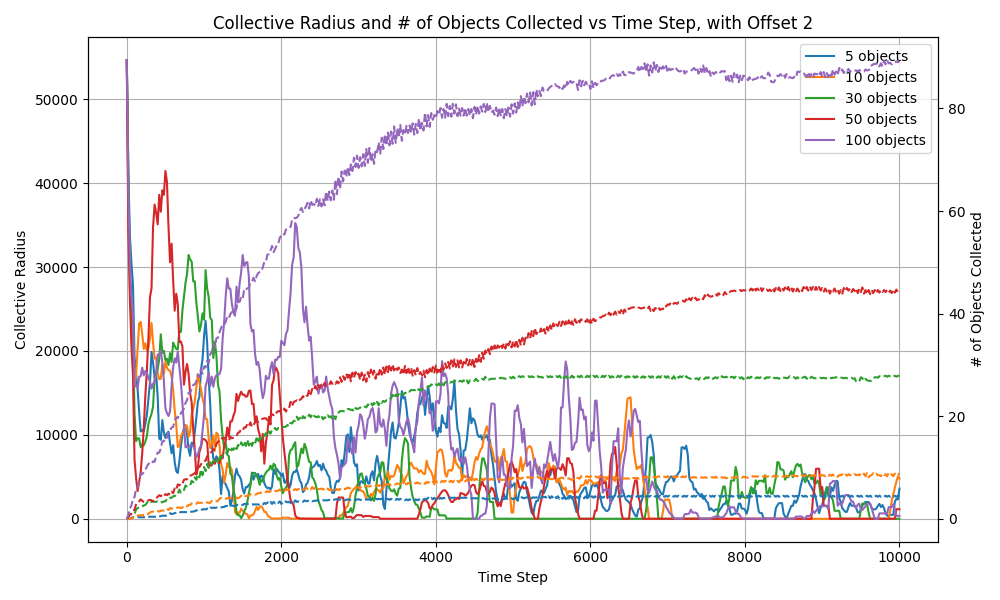 Collective Radius and # of Objects Collected vs Time Step, with Offset 2
5 objects
10 objects
30 objects
50 objects
100 objects
50000
40000
30000
20000
10000
0
Collective Radius
80
60
40
20
0
# of Objects Collected
0 2000 4000 6000 8000 10000
Time Step